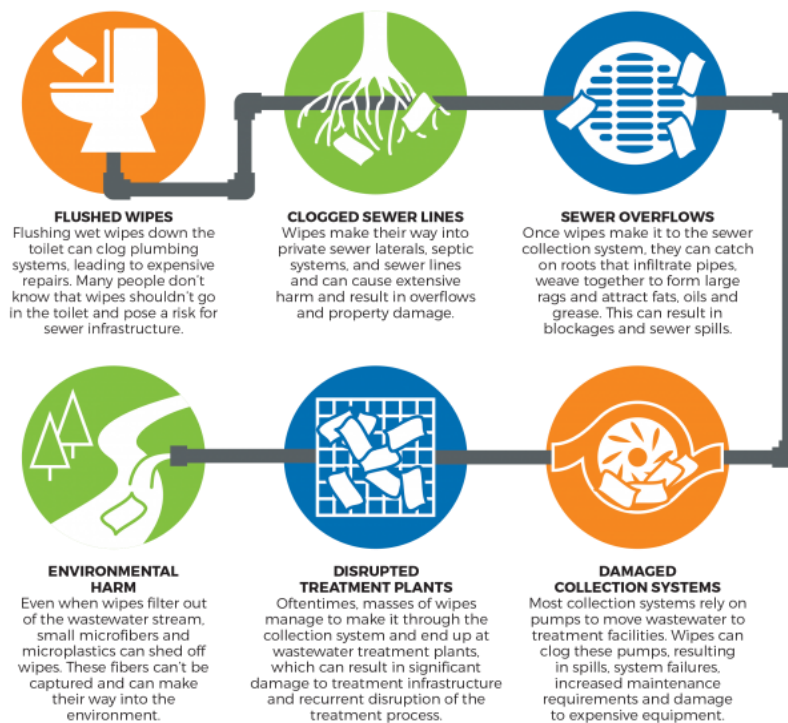 FLUSHED WIPES
Flushing wet wipes down the
toilet can clog plumbing
systems, leading to expensive
repairs. Many people don't
know that wipes shouldn't go
in the toilet and pose a risk for
sewer infrastructure.
CLOGGED SEWER LINES
Wipes make their way into
private sewer laterals, septic
systems, and sewer lines
and can cause extensive
harm and result in overflows
and property damage.
SEWER OVERFLOWS
Once wipes make it to the sewer
collection system, they can catch
on roots that infiltrate pipes,
weave together to form large
rags and attract fats, oils and
grease. This can result in
blockages and sewer spills.
ENVIRONMENTAL
HARM
Even when wipes filter out
of the wastewater stream,
small microfibers and
microplastics can shed off
wipes. These fibers can't be
captured and can make
their way into the
environment.
DISRUPTED
TREATMENT PLANTS
Oftentimes, masses of wipes
manage to make it through the
collection system and end up at
wastewater treatment plants,
which can result in significant
damage to treatment infrastructure
and recurrent disruption of the
treatment process.
DAMAGED
COLLECTION SYSTEMS
Most collection systems rely on
pumps to move wastewater to
treatment facilities. Wipes can
clog these pumps, resulting
in spills, system failures,
increased maintenance
requirements and damage
to expensive equipment.